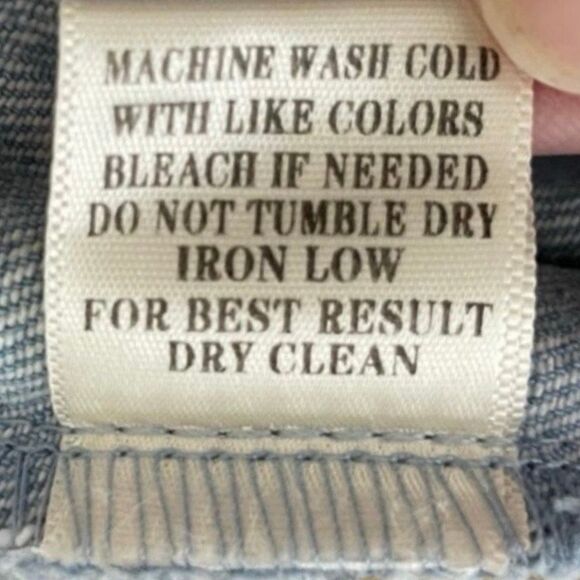 MACHINE WASH COLD
WITH LIKE COLORS
BLEACH IF NEEDED
DO NOT TUMBLE DRY
IRON LOW
FOR BEST RESULT
DRY CLEAN